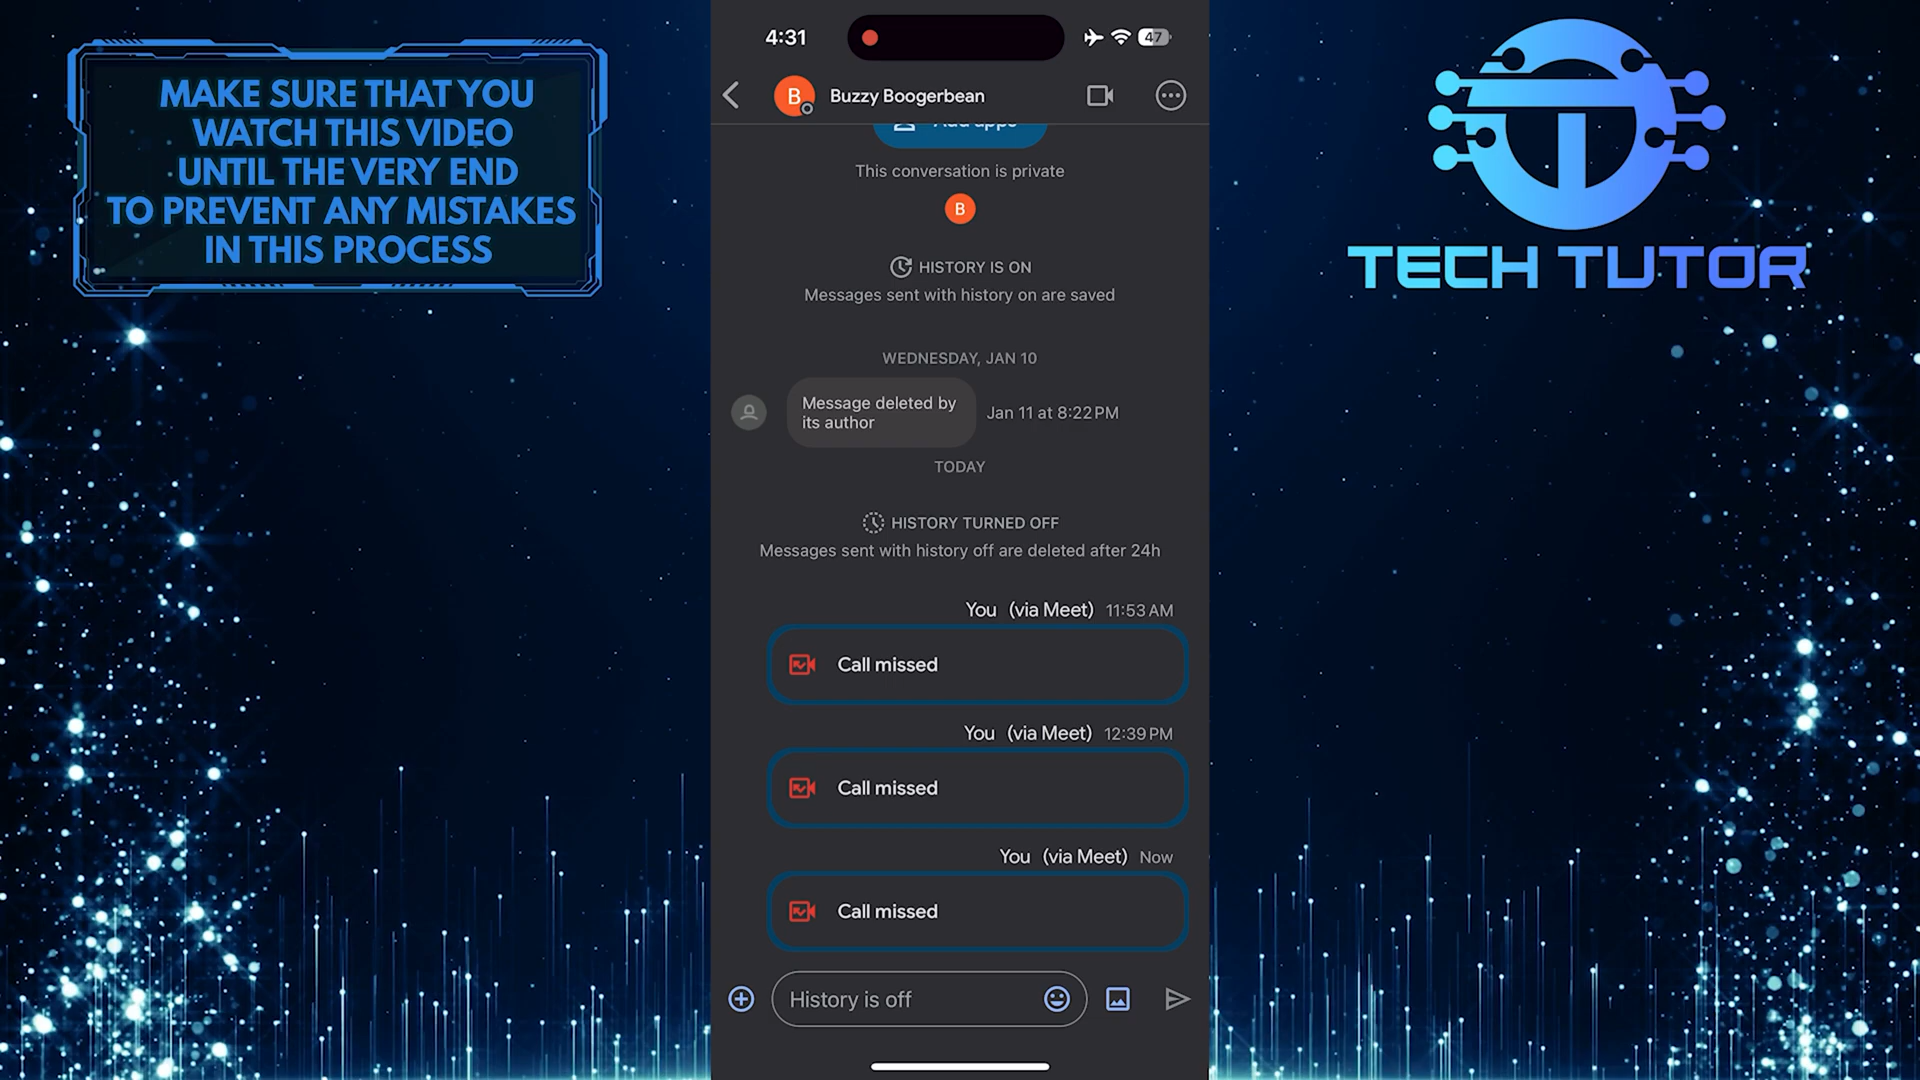 MAKE SURE THAT YOU
WATCH THIS VIDEO
UNTIL THE VERY END
TO PREVENT ANY MISTAKES
IN THIS PROCESS
4:31
47
B
Buzzy Boogerbean
Add apps
This conversation is private
B
HISTORY IS ON
Messages sent with history on are saved
WEDNESDAY, JAN 10
Message deleted by
its author
Jan 11 at 8:22 PM
TODAY
HISTORY TURNED OFF
Messages sent with history off are deleted after 24h
You (via Meet) 11:53 AM
Call missed
You (via Meet) 12:39 PM
Call missed
You (via Meet) Now
Call missed
History is off
T
TECH TUTOR